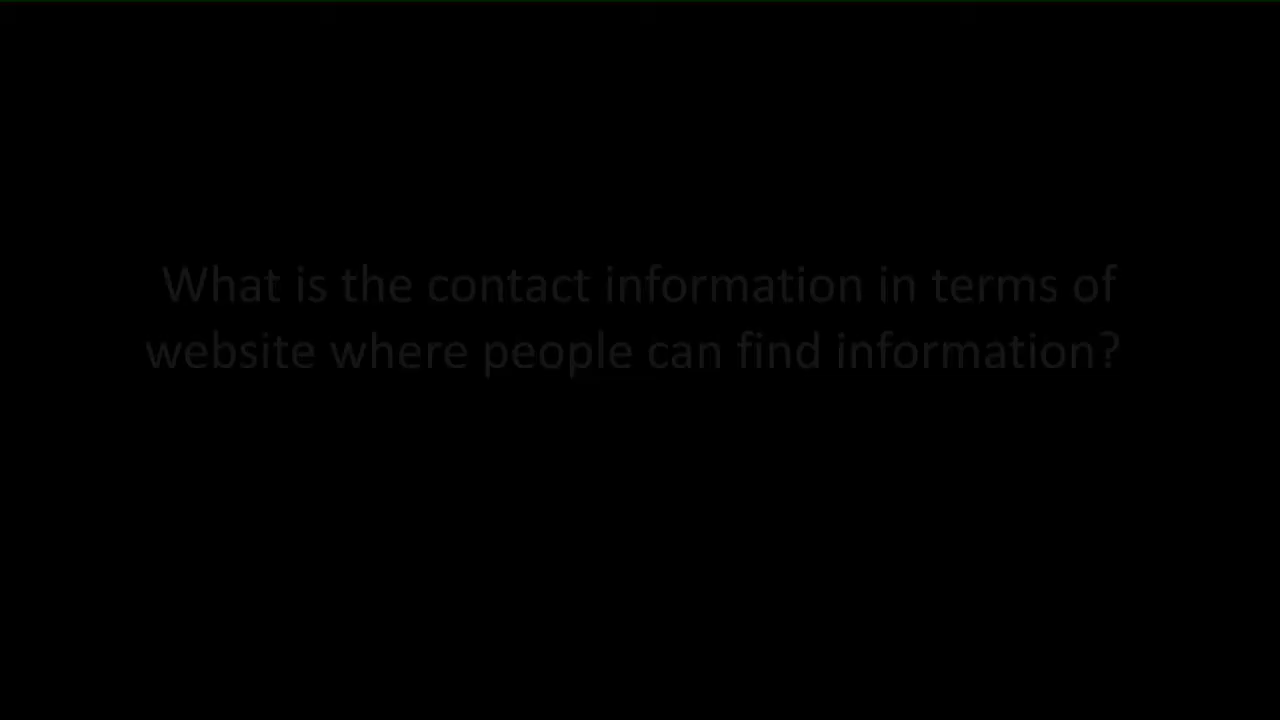 What is the contact information in terms of
website where people can find information?